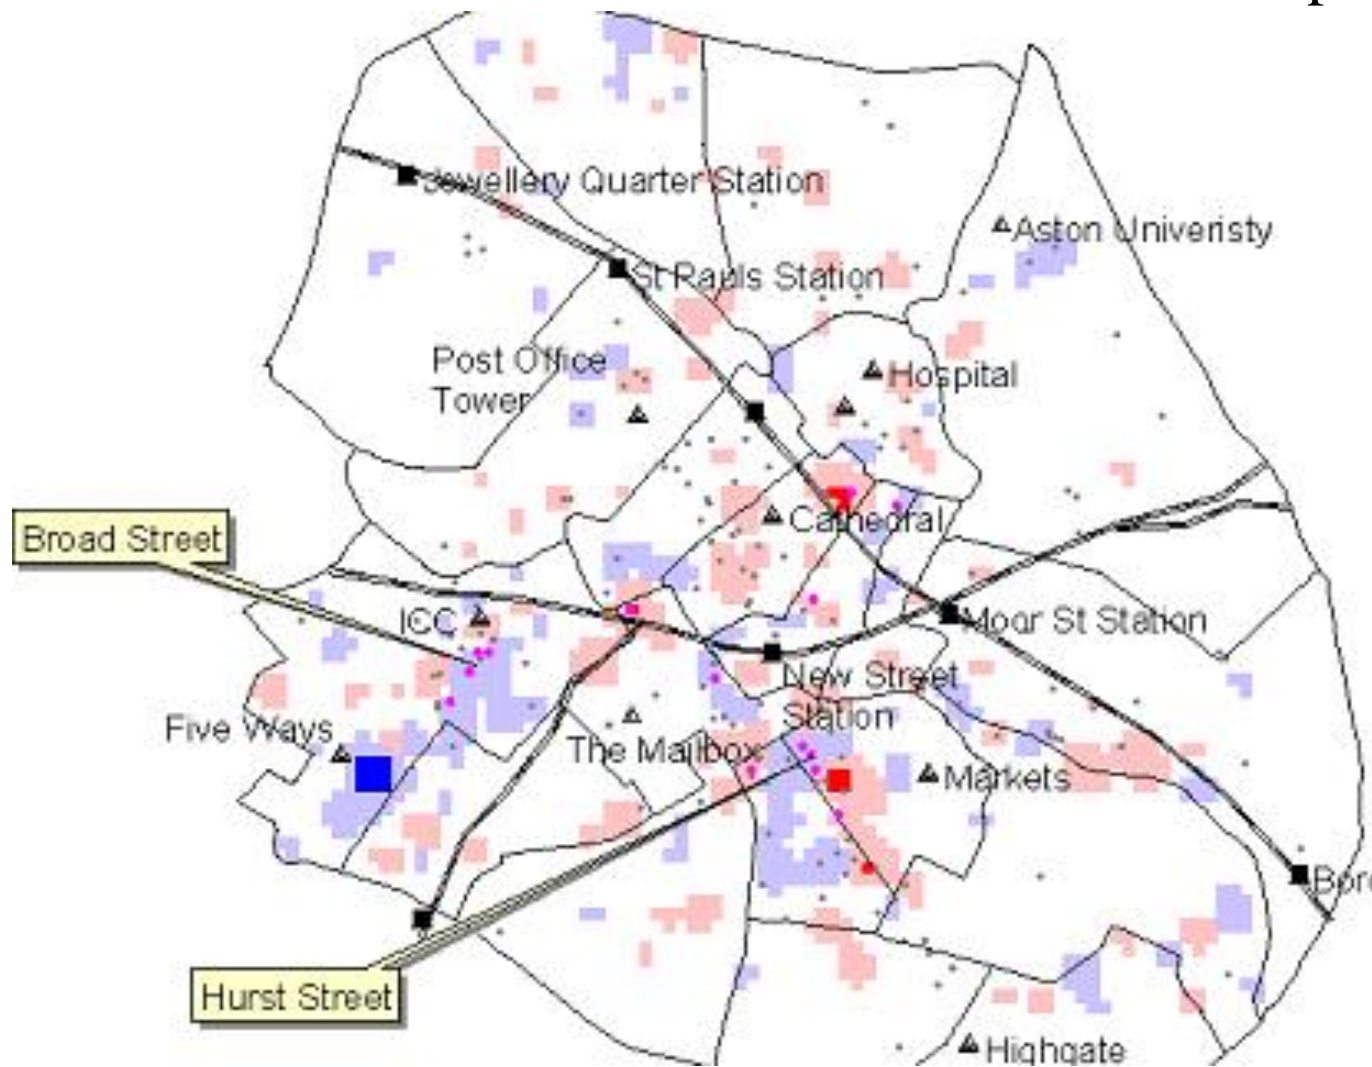 Jewellery Quarter Station
Aston Univeristy
St Pauls Station
Post Office
Tower
Hospital
Broad Street
Cathedral
ICC
Moor St Station
New Street
Station
Five Ways
The Mailbox
Markets
Hurst Street
Highgate